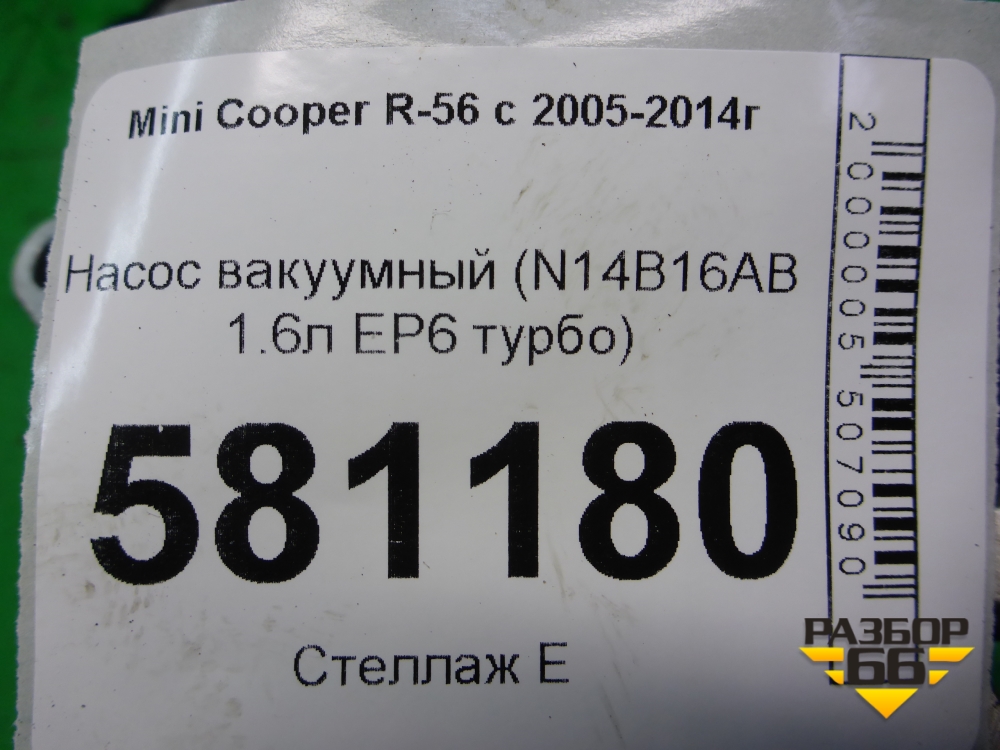 Mini Cooper R-56 с 2005-2014г
Насос вакуумный (N14B16AB
1.6л EP6 турбо)
581180
Стеллаж Е
2000005507090
РАЗБОР
66